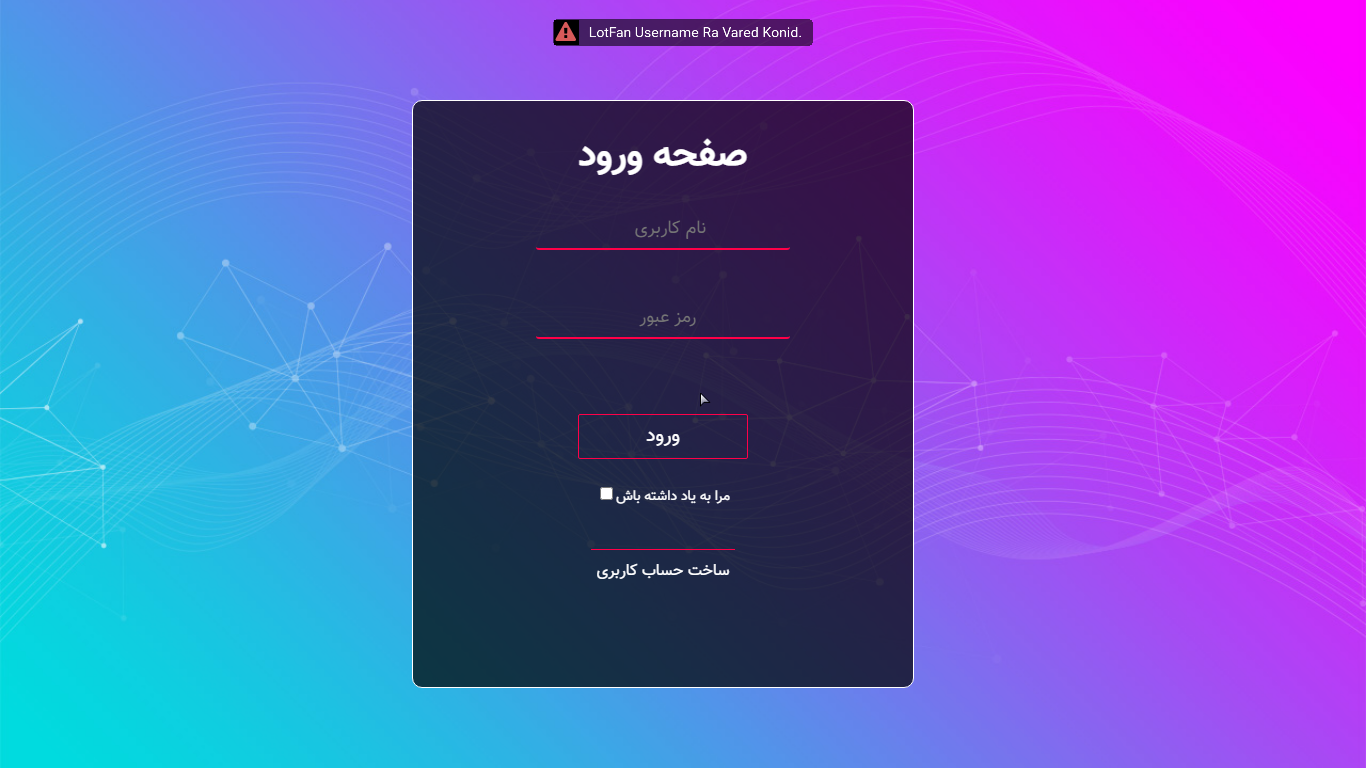 LotFan Username Ra Vared Konid.
صفحه ورود
نام کاربری
رمز عبور
ورود
مرا به یاد داشته باش
ساخت حساب کاربری